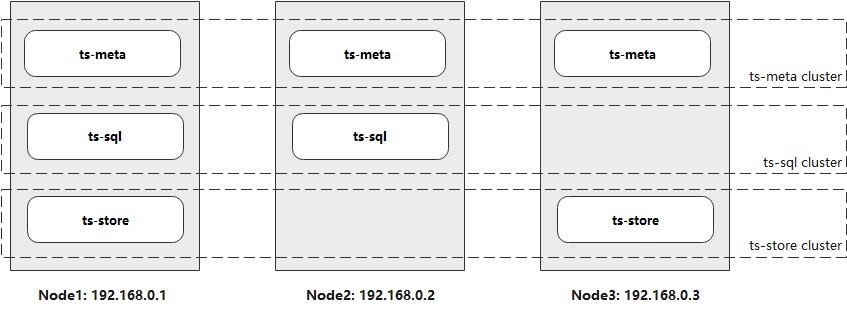 ts-meta ts-meta ts-meta
ts-meta cluster
ts-sql ts-sql
ts-sql cluster
ts-store ts-store
ts-store cluster
Node1: 192.168.0.1 Node2: 192.168.0.2 Node3: 192.168.0.3